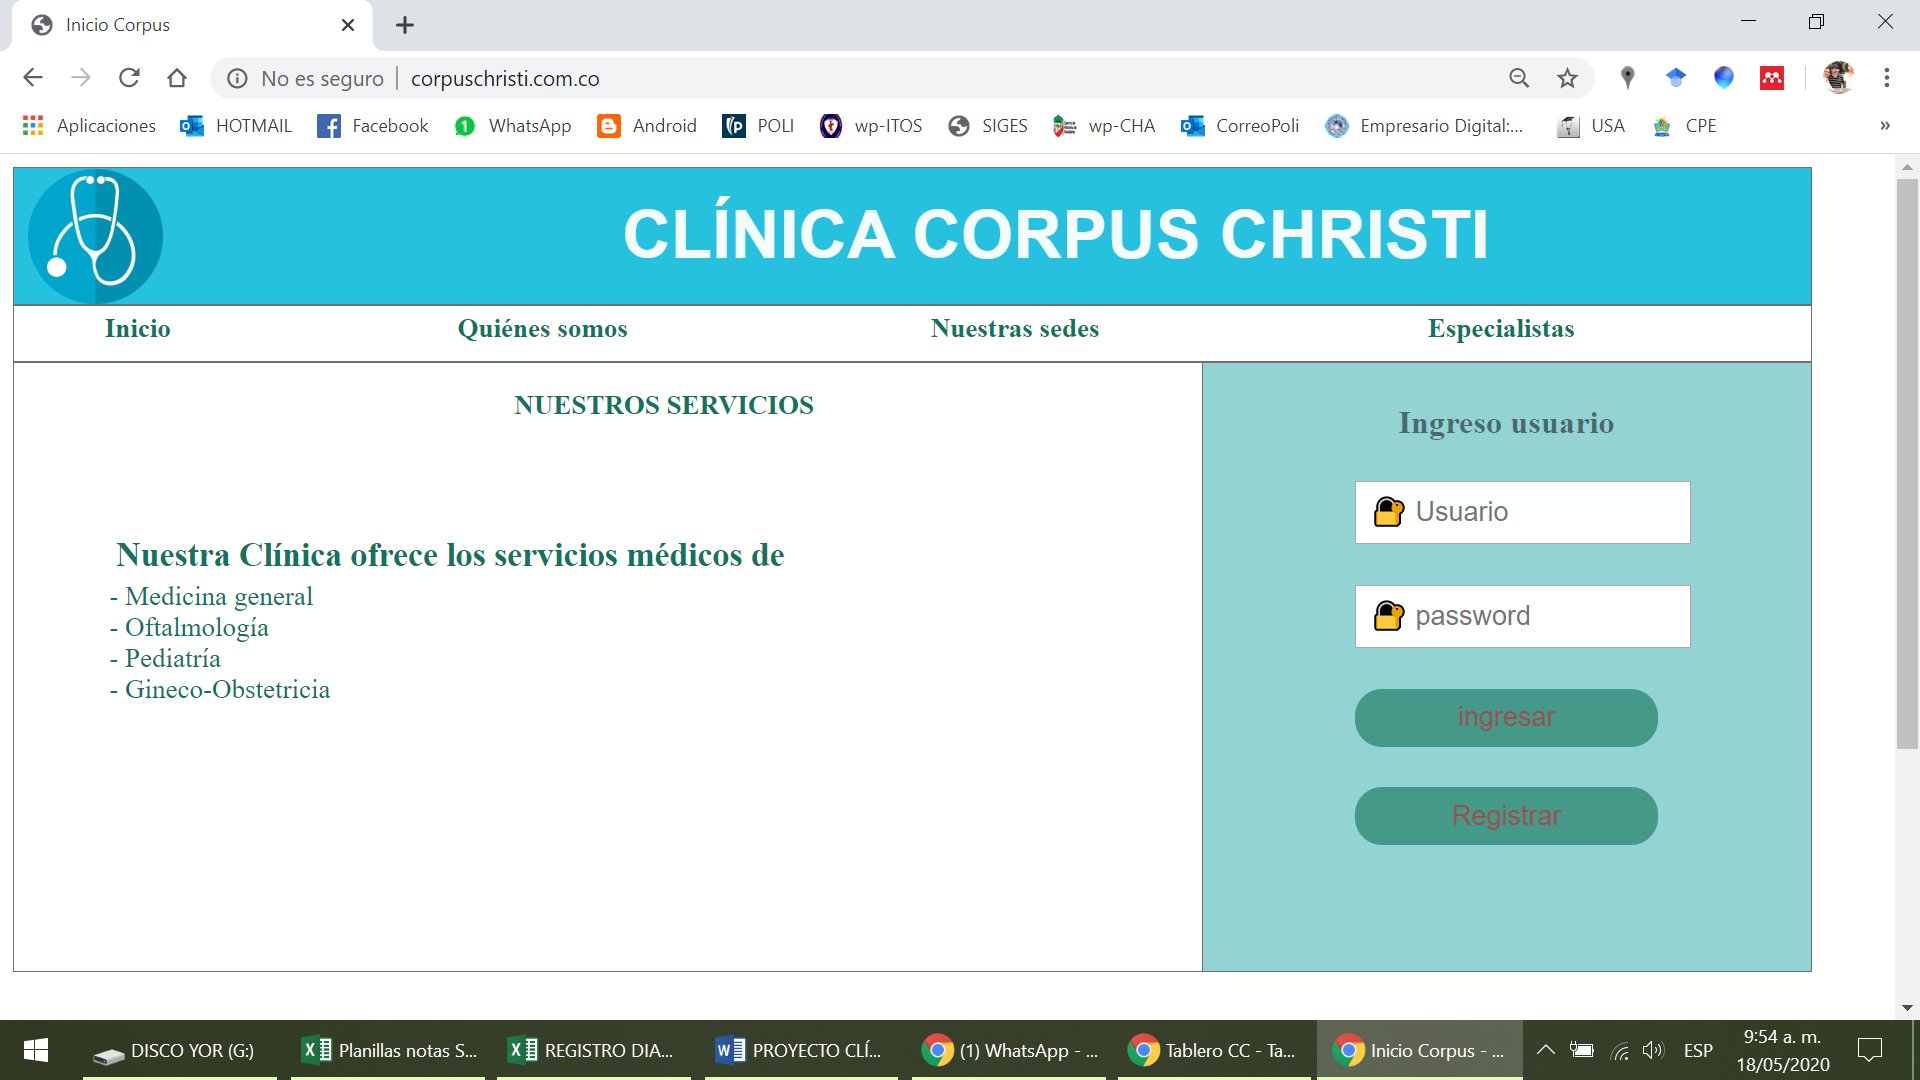 Inicio Corpus
No es seguro | corpuschristi.com.co
Aplicaciones HOTMAIL Facebook 1 WhatsApp Android POLI wp-ITOS SIGES wp-CHA CorreoPoli Empresario Digital:... USA CPE »
CLÍNICA CORPUS CHRISTI
Inicio Quiénes somos Nuestras sedes Especialistas
NUESTROS SERVICIOS
Nuestra Clínica ofrece los servicios médicos de
- Medicina general
- Oftalmología
- Pediatría
- Gineco-Obstetricia
Ingreso usuario
Usuario
password
ingresar
Registrar
DISCO YOR (G:) Planillas notas S... REGISTRO DIA... PROYECTO CLÍ... (1) WhatsApp - ... Tablero CC - Ta... Inicio Corpus - ... ESP 9:54 a. m.
18/05/2020